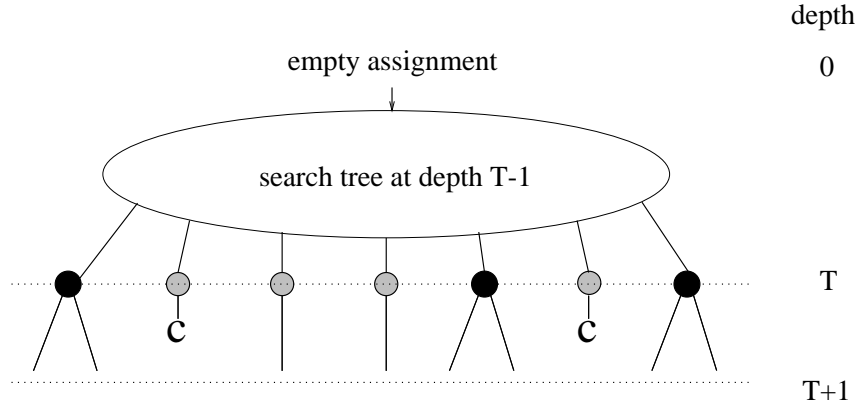 depth
empty assignment
0
search tree at depth T-1
T
C
C
T+1